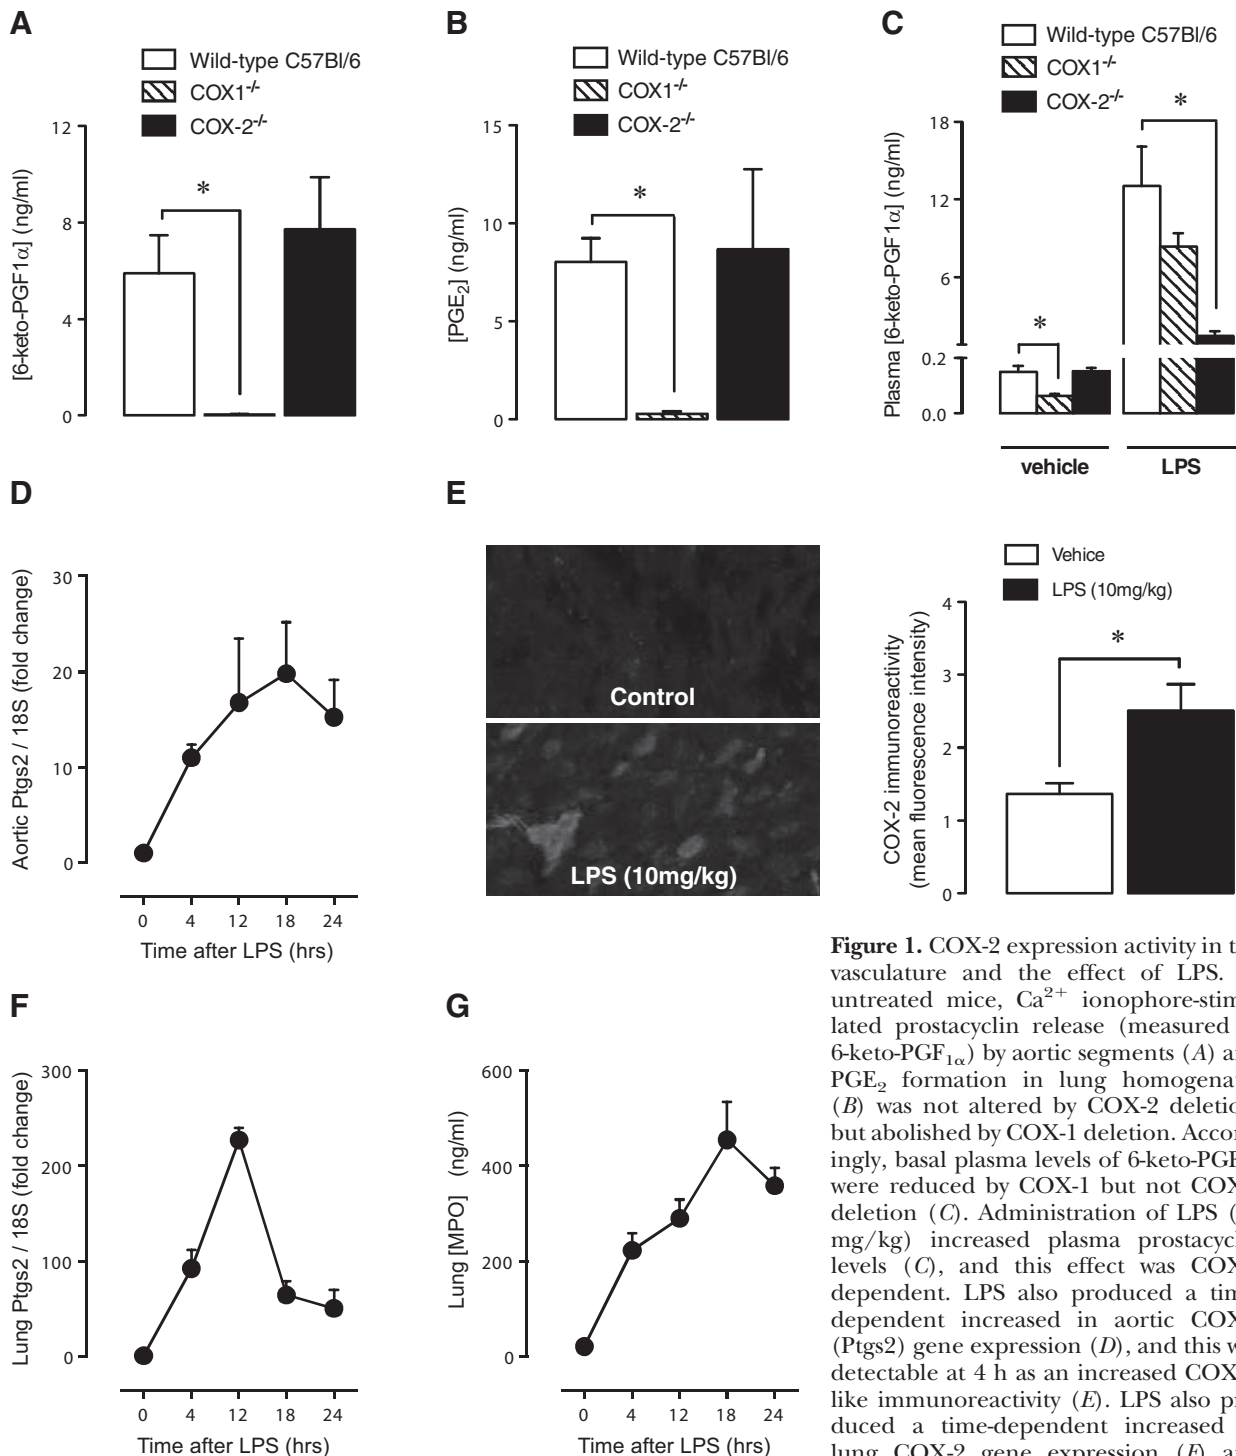 A
Wild-type C57Bl/6
COX1-/-
COX-2-/-
[6-keto-PGF1α] (ng/ml)
12
8
4
0
*
B
Wild-type C57Bl/6
COX1-/-
COX-2-/-
[PGE2] (ng/ml)
15
10
5
0
*
C
Wild-type C57Bl/6
COX1-/-
COX-2-/-
Plasma [6-keto-PGF1α] (ng/ml)
18
12
6
0.2
0.0
*
*
vehicle
LPS
D
Aortic Ptgs2 / 18S (fold change)
30
20
10
0
0 4 12 18 24
Time after LPS (hrs)
E
Control
LPS (10mg/kg)
Vehice
LPS (10mg/kg)
COX-2 immunoreactivity
(mean fluorescence intensity)
4
3
2
1
0
*
F
Lung Ptgs2 / 18S (fold change)
300
200
100
0
0 4 12 18 24
Time after LPS (hrs)
G
Lung [MPO] (ng/ml)
600
400
200
0
0 4 12 18 24
Time after LPS (hrs)
Figure 1. COX-2 expression activity in
vasculature and the effect of LPS.
untreated mice, Ca2+ ionophore-stim
lated prostacyclin release (measured
6-keto-PGF1α) by aortic segments (A)
PGE2 formation in lung homogena
(B) was not altered by COX-2 deletio
but abolished by COX-1 deletion. Accor
ingly, basal plasma levels of 6-keto-PGF
were reduced by COX-1 but not COX
deletion (C). Administration of LPS (
mg/kg) increased plasma prostacyc
levels (C), and this effect was COX
dependent. LPS also produced a tim
dependent increased in aortic COX
(Ptgs2) gene expression (D), and this
detectable at 4 h as an increased COX
like immunoreactivity (E). LPS also p
duced a time-dependent increased
lung COX-2 gene expression (F)